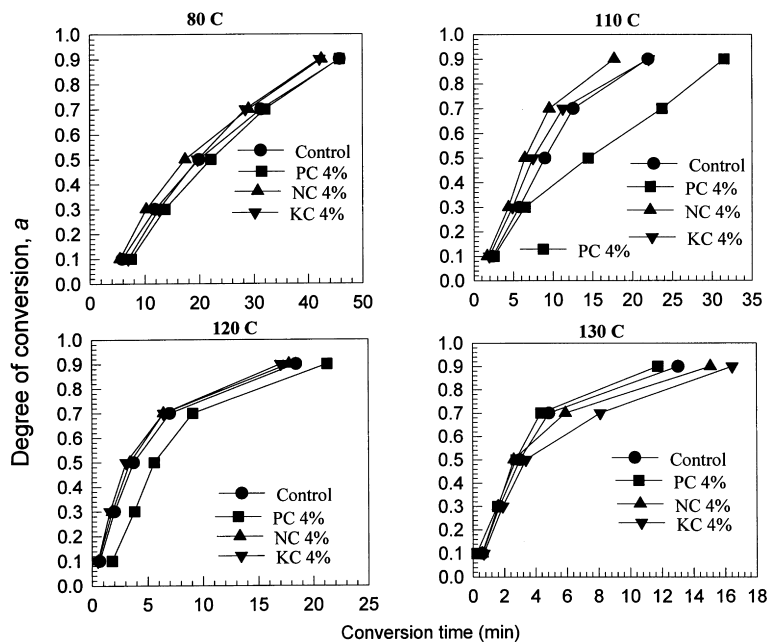 80 C
1.0
0.9
0.8
0.7
0.6
0.5
0.4
0.3
0.2
0.1
0.0
0 10 20 30 40 50
Control
PC 4%
NC 4%
KC 4%
110 C
1.0
0.9
0.8
0.7
0.6
0.5
0.4
0.3
0.2
0.1
0.0
0 5 10 15 20 25 30 35
Control
PC 4%
NC 4%
KC 4%
PC 4%
Degree of conversion, a
120 C
1.0
0.9
0.8
0.7
0.6
0.5
0.4
0.3
0.2
0.1
0.0
0 5 10 15 20 25
Control
PC 4%
NC 4%
KC 4%
130 C
1.0
0.9
0.8
0.7
0.6
0.5
0.4
0.3
0.2
0.1
0.0
0 2 4 6 8 10 12 14 16 18
Control
PC 4%
NC 4%
KC 4%
Conversion time (min)